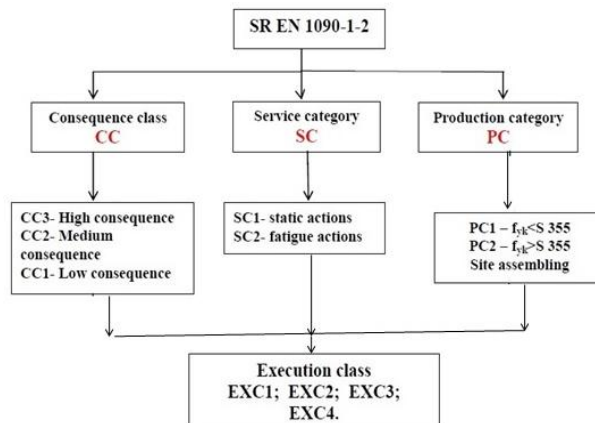 SR EN 1090-1-2
Consequence class
CC
Service category
SC
Production category
PC
CC3- High consequence
CC2- Medium
consequence
CC1- Low consequence
SC1- static actions
SC2- fatigue actions
PC1 – fyk<S 355
PC2 – fyk>S 355
Site assembling
Execution class
EXC1; EXC2; EXC3;
EXC4.